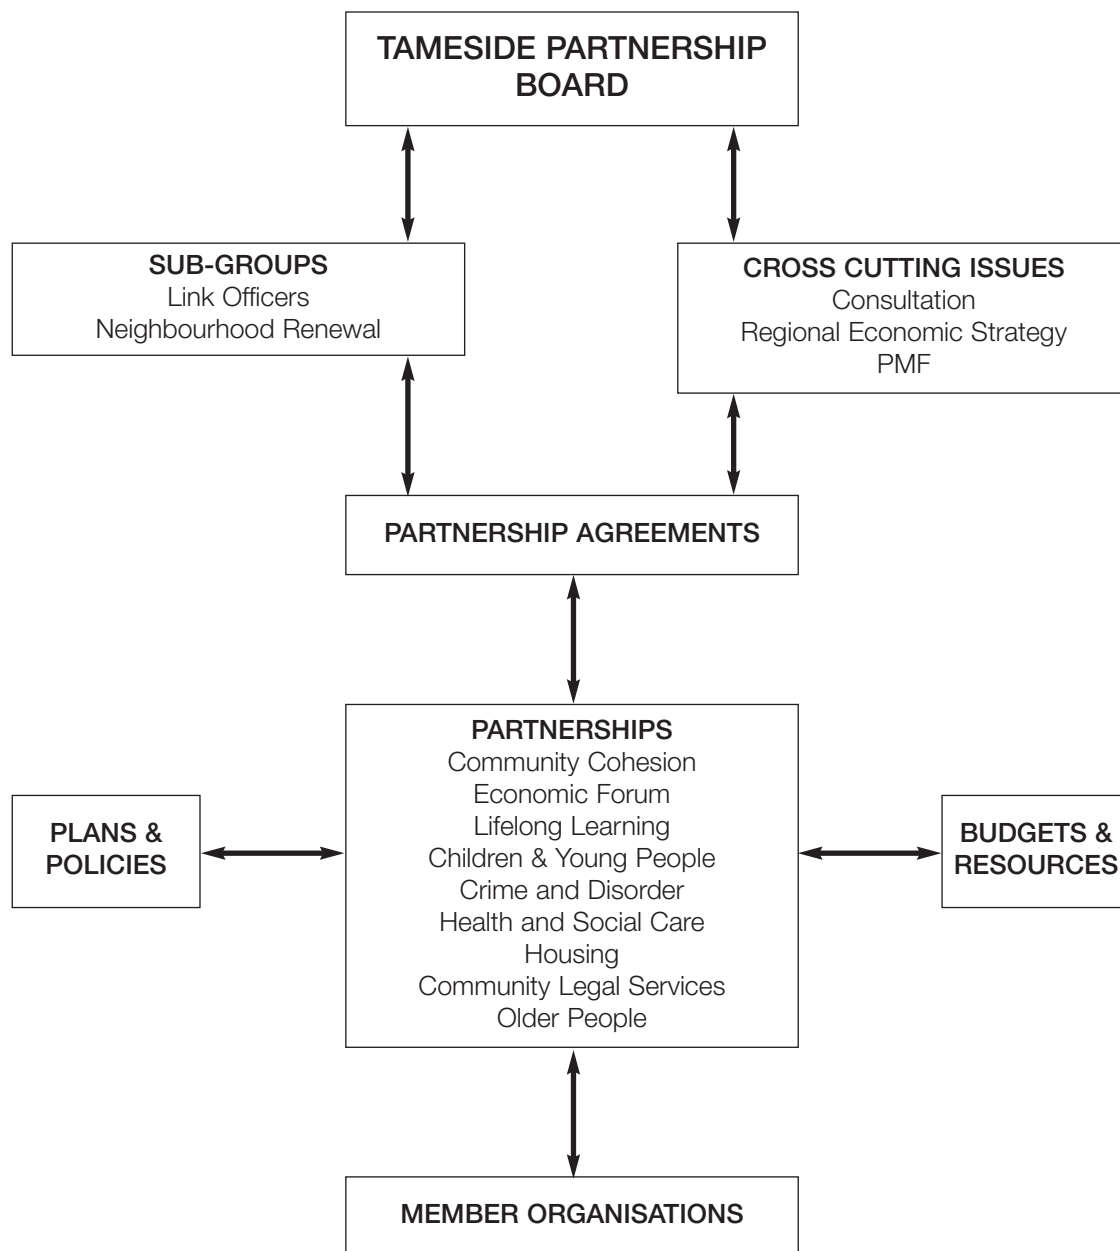 TAMESIDE PARTNERSHIP
BOARD
SUB-GROUPS
Link Officers
Neighbourhood Renewal
CROSS CUTTING ISSUES
Consultation
Regional Economic Strategy
PMF
PARTNERSHIP AGREEMENTS
PARTNERSHIPS
Community Cohesion
Economic Forum
Lifelong Learning
Children & Young People
Crime and Disorder
Health and Social Care
Housing
Community Legal Services
Older People
PLANS &
POLICIES
BUDGETS &
RESOURCES
MEMBER ORGANISATIONS